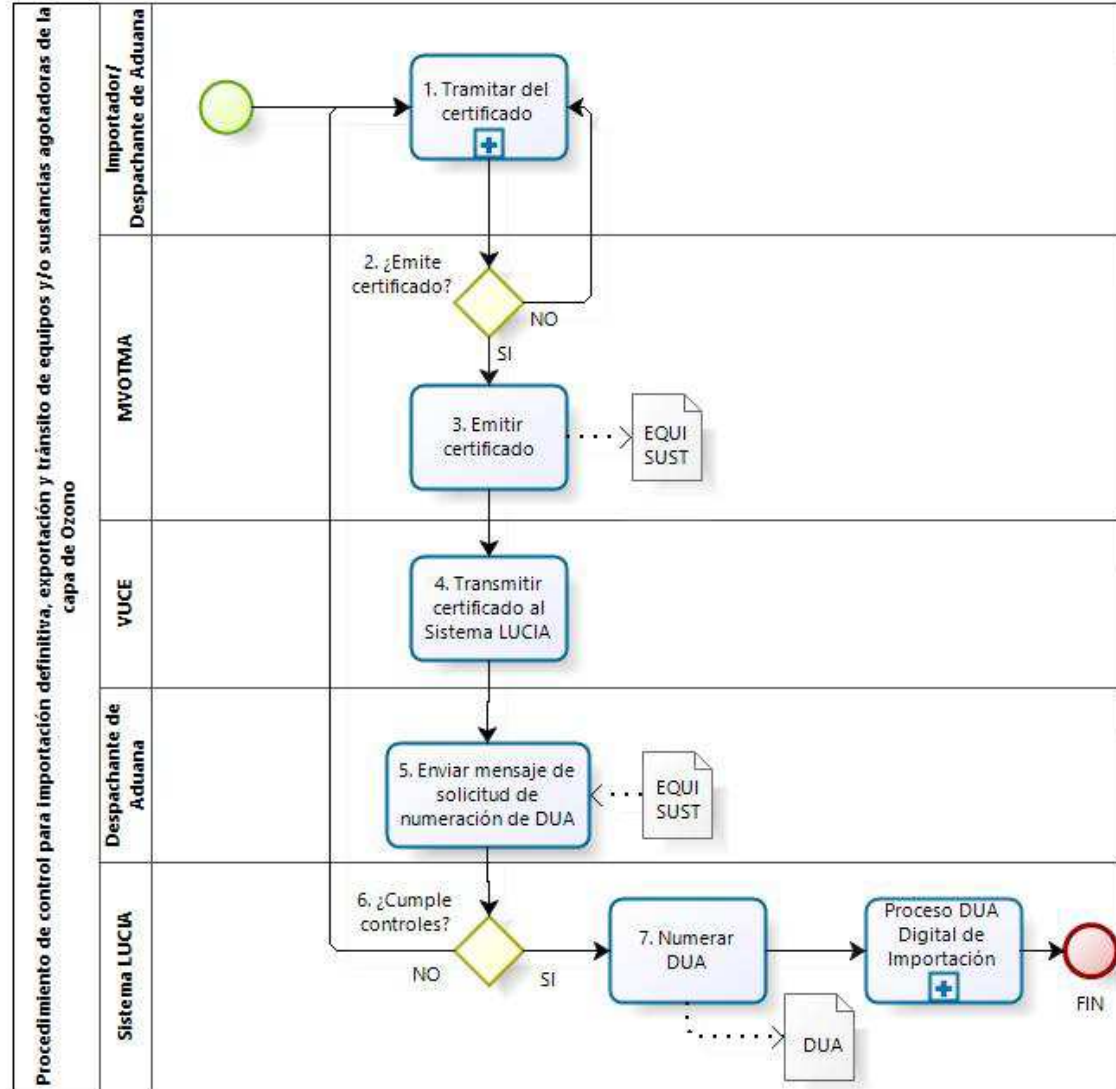 Procedimiento de control para importación definitiva, exportación y tránsito de equipos y/o sustancias agotadoras de la
capa de Ozono
Importador/
Despachante de Aduana
1. Tramitar del
certificado
MVOTMA
2. ¿Emite
certificado?
NO
SI
3. Emitir
certificado
EQUI
SUST
VUCE
4. Transmitir
certificado al
Sistema LUCIA
Despachante de
Aduana
5. Enviar mensaje de
solicitud de
numeración de DUA
EQUI
SUST
Sistema LUCIA
6. ¿Cumple
controles?
NO
SI
7. Numerar
DUA
Proceso DUA
Digital de
Importación
FIN
DUA